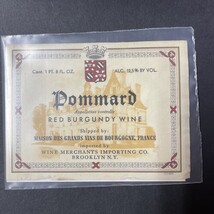 Cont. 1 PT. 8 FL. OZ.
ALC. 12.5% BY VOL.
Pommard
Appellation controlée
RED BURGUNDY WINE
Shipped by:
MAISON DES GRANDS VINS DE BOURGOGNE, FRANCE
Imported by
WINE MERCHANTS IMPORTING CO.
BROOKLYN N.Y.